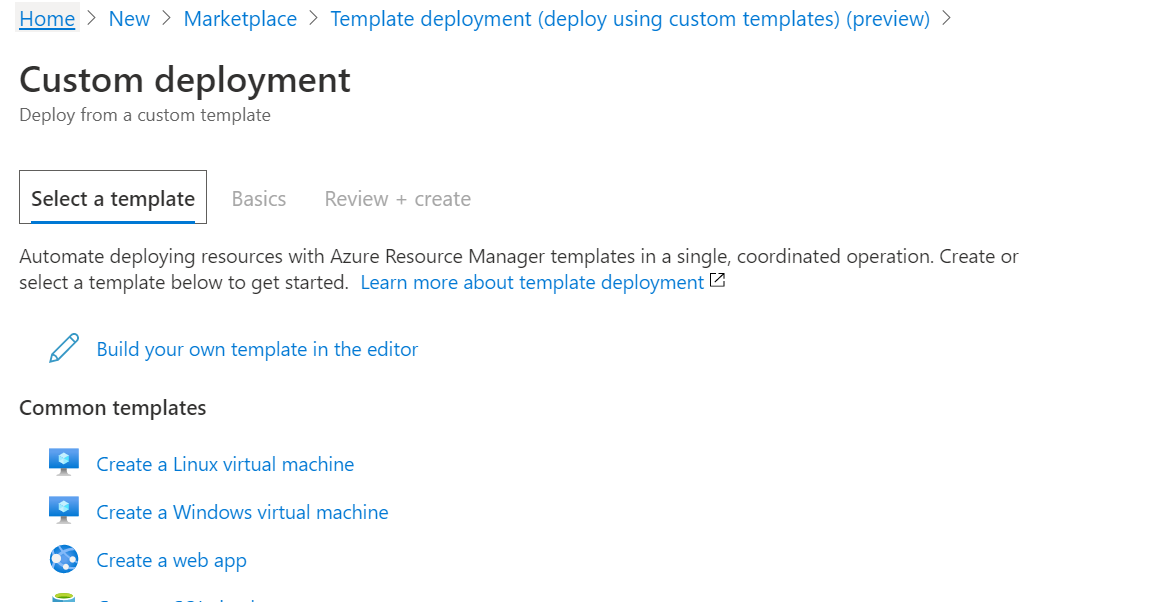 Home > New > Marketplace > Template deployment (deploy using custom templates) (preview) >
Custom deployment
Deploy from a custom template
Select a template Basics Review + create
Automate deploying resources with Azure Resource Manager templates in a single, coordinated operation. Create or
select a template below to get started. Learn more about template deployment
Build your own template in the editor
Common templates
Create a Linux virtual machine
Create a Windows virtual machine
Create a web app